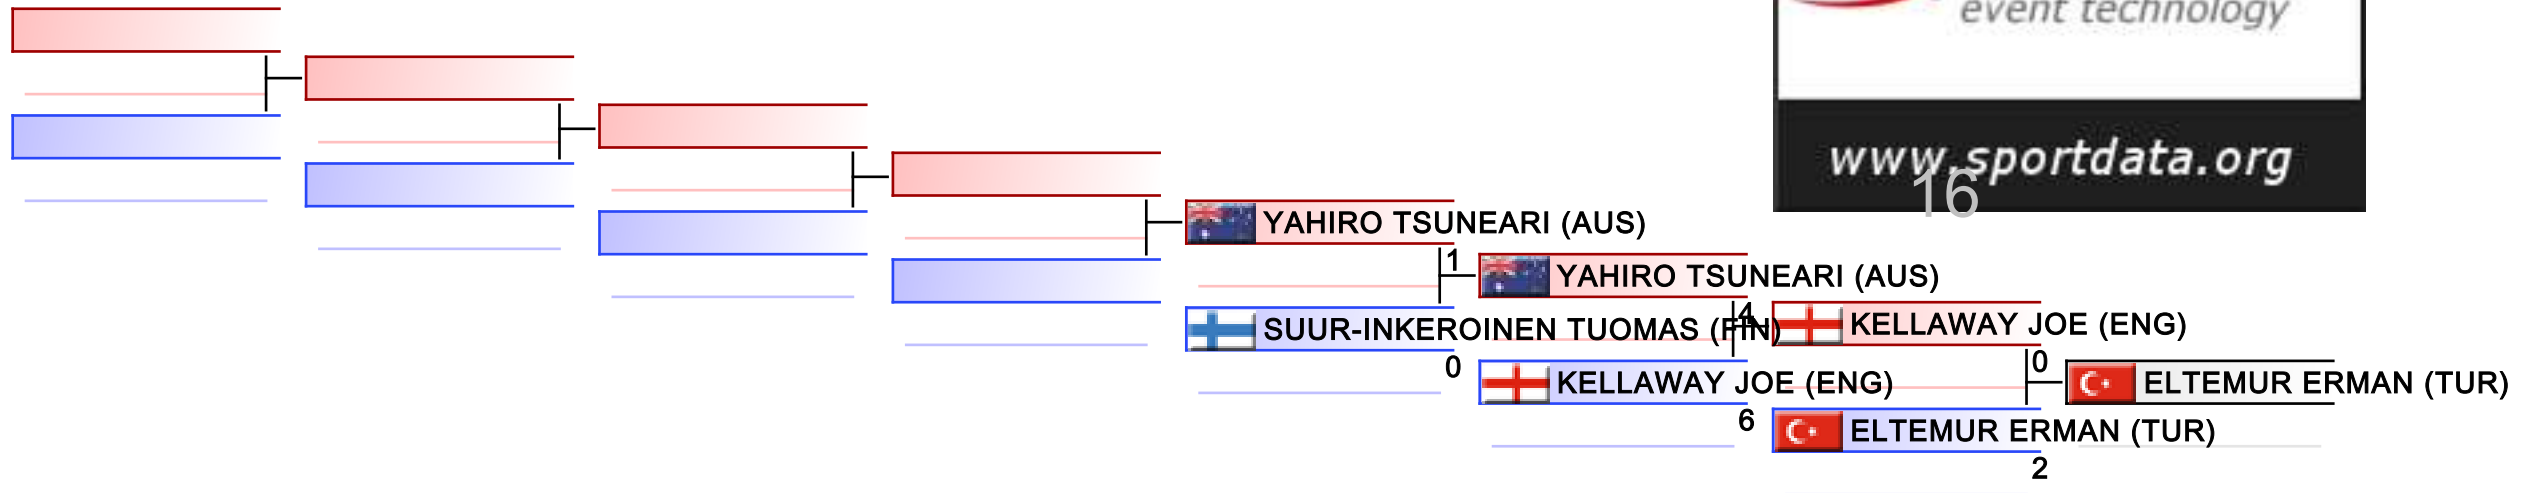 event technology
www.sportdata.org
16
YAHIRO TSUNEARI (AUS)
1
YAHIRO TSUNEARI (AUS)
SUUR-INKEROINEN TUOMAS (FIN)
0
4
KELLAWAY JOE (ENG)
KELLAWAY JOE (ENG)
6
0
ELTEMUR ERMAN (TUR)
ELTEMUR ERMAN (TUR)
2